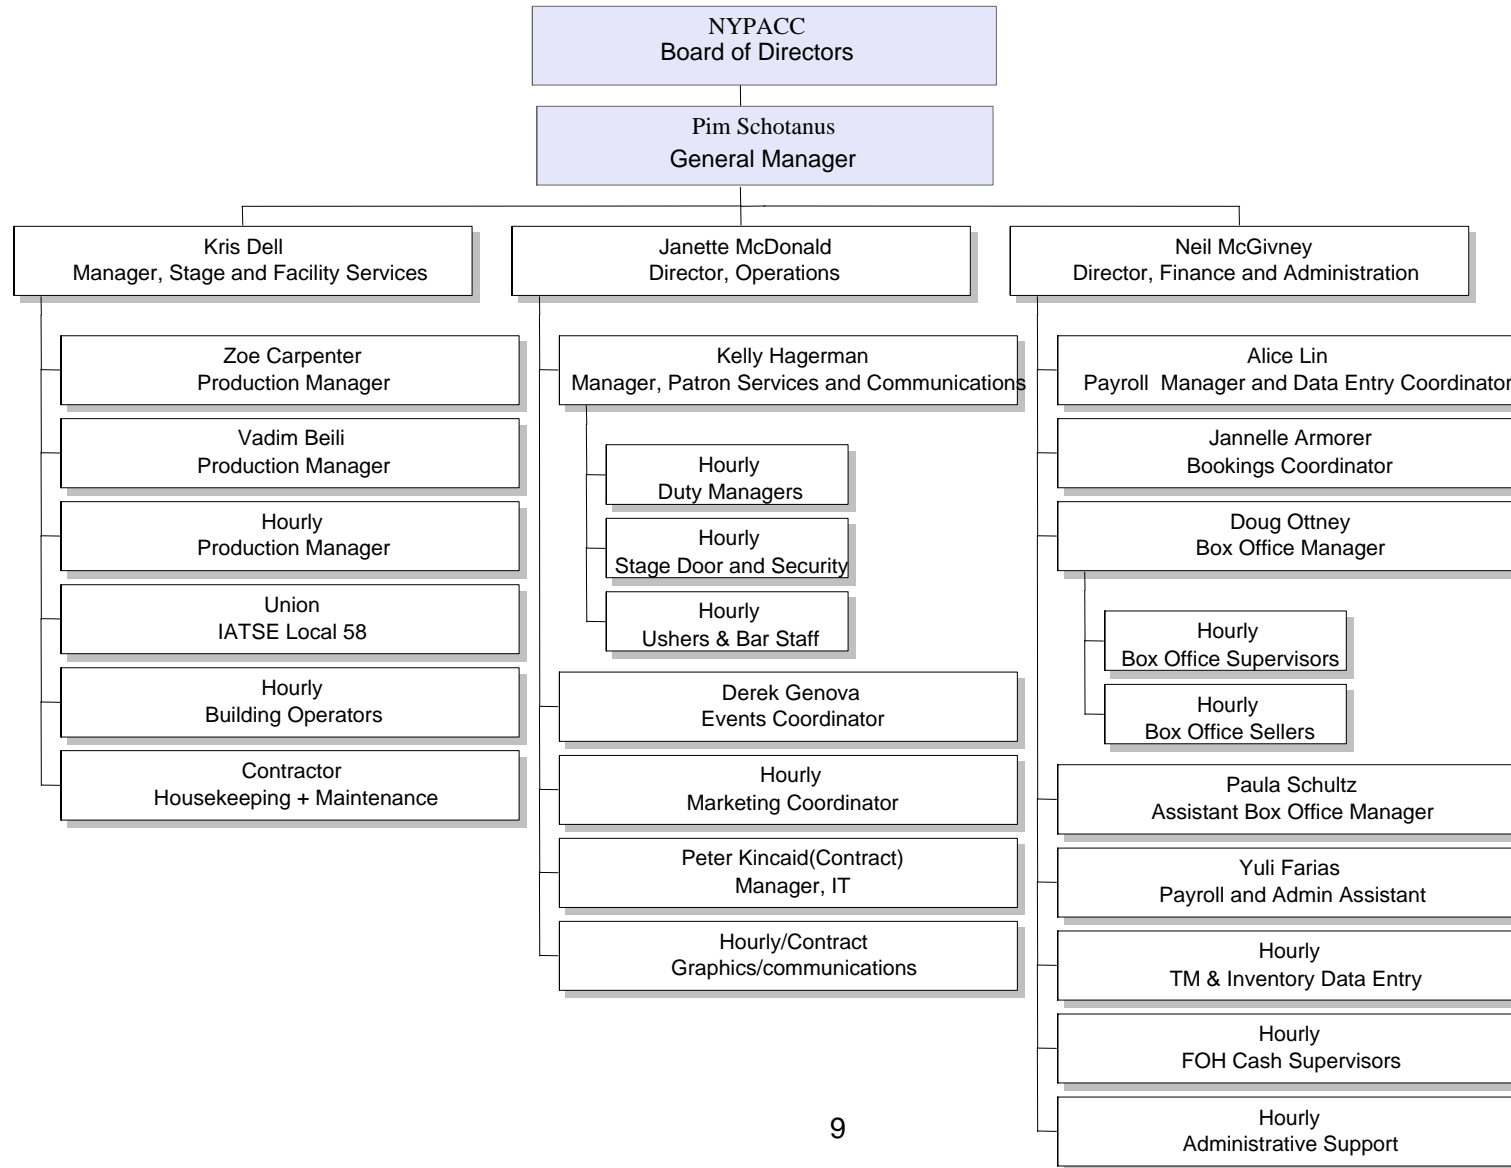 NYPACC
Board of Directors
Pim Schotanus
General Manager
Kris Dell
Manager, Stage and Facility Services
Zoe Carpenter
Production Manager
Vadim Beili
Production Manager
Hourly
Production Manager
Union
IATSE Local 58
Hourly
Building Operators
Contractor
Housekeeping + Maintenance
Janette McDonald
Director, Operations
Kelly Hagerman
Manager, Patron Services and Communications
Hourly
Duty Managers
Hourly
Stage Door and Security
Hourly
Ushers & Bar Staff
Derek Genova
Events Coordinator
Hourly
Marketing Coordinator
Peter Kincaid(Contract)
Manager, IT
Hourly/Contract
Graphics/communications
Neil McGivney
Director, Finance and Administration
Alice Lin
Payroll  Manager and Data Entry Coordinator
Jannelle Armorer
Bookings Coordinator
Doug Ottney
Box Office Manager
Hourly
Box Office Supervisors
Hourly
Box Office Sellers
Paula Schultz
Assistant Box Office Manager
Yuli Farias
Payroll and Admin Assistant
Hourly
TM & Inventory Data Entry
Hourly
FOH Cash Supervisors
Hourly
Administrative Support
9